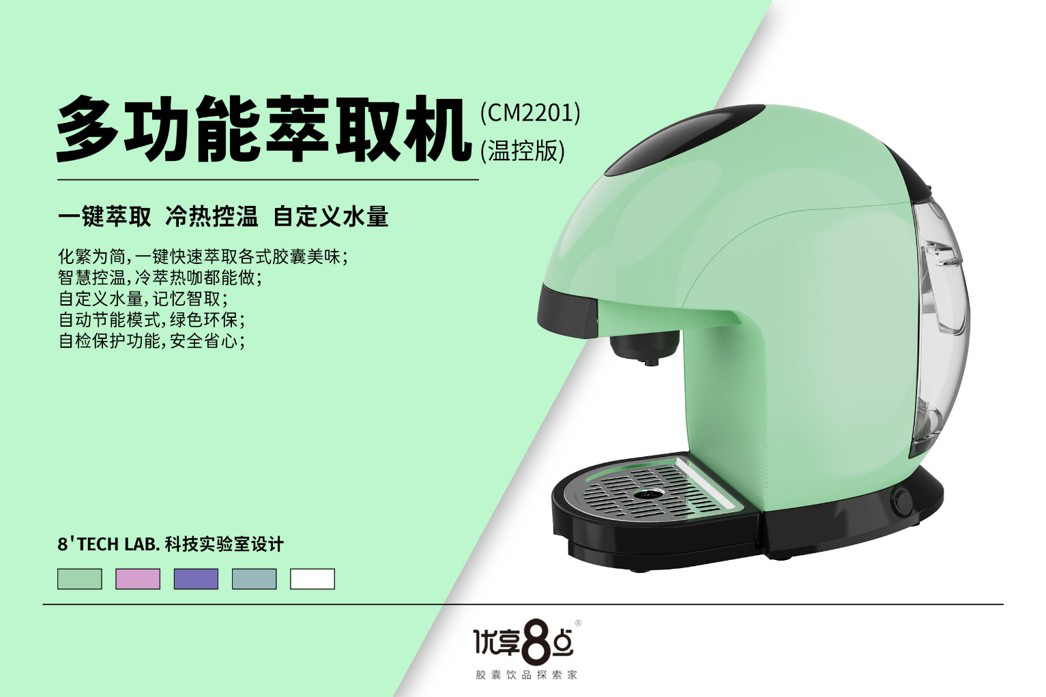 多功能萃取机
(CM2201)
(温控版)
一键萃取 冷热控温 自定义水量
化繁为简,一键快速萃取各式胶囊美味;
智慧控温,冷萃热咖都能做;
自定义水量,记忆智取;
自动节能模式,绿色环保;
自检保护功能,安全省心;
8'TECH LAB. 科技实验室设计
优享8点®
胶囊饮品探索家